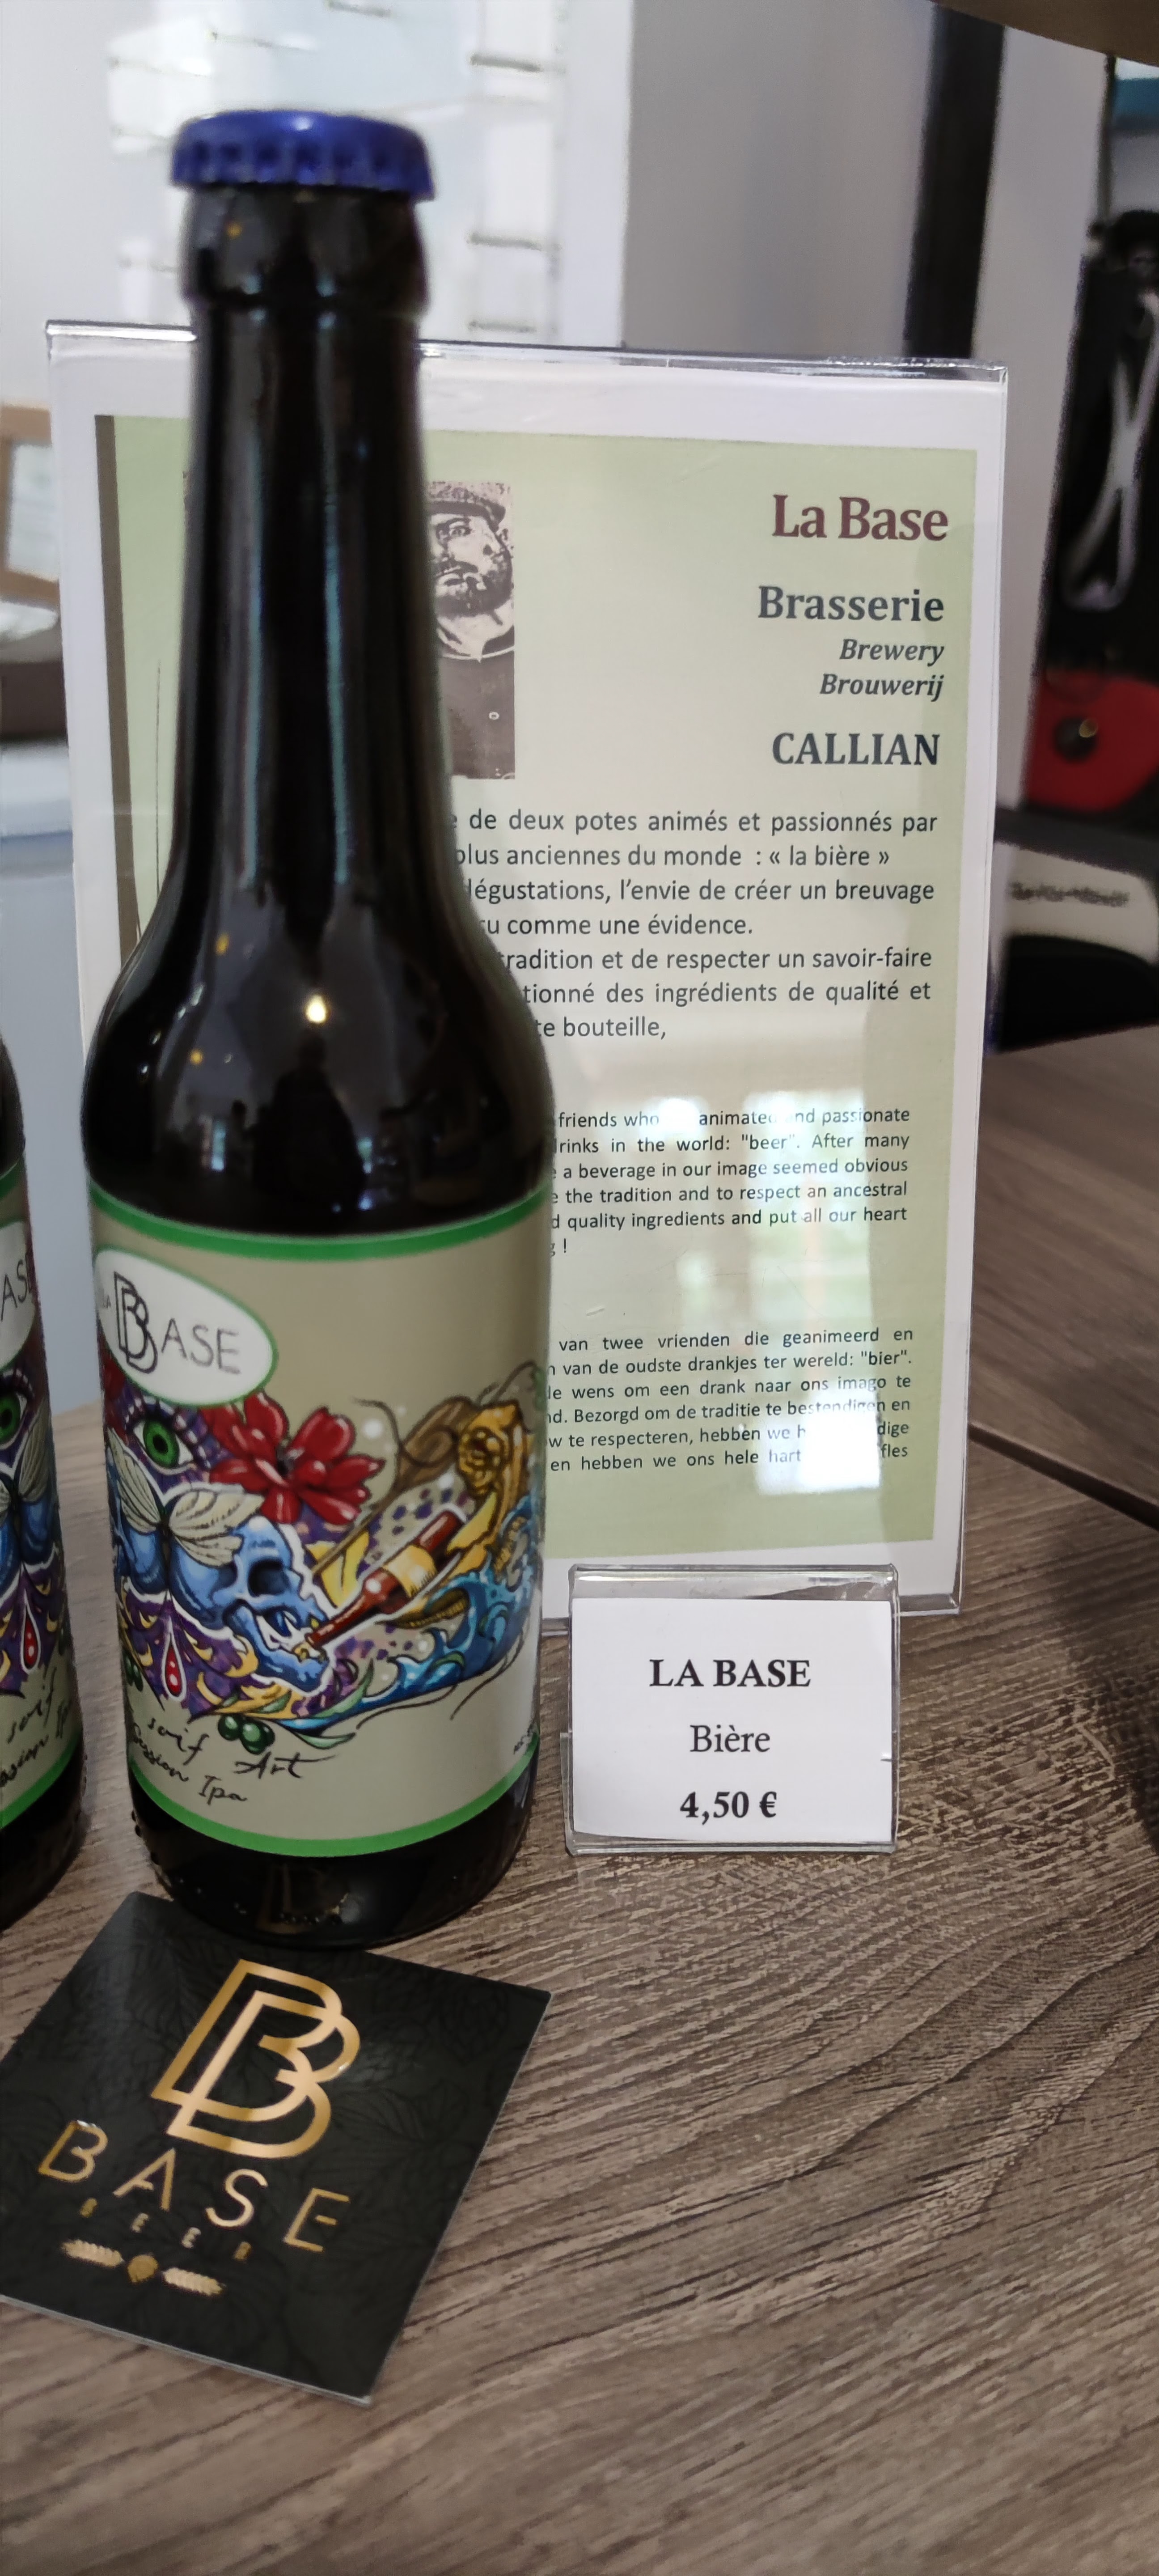 La Base
Brasserie
Brewery
Brouwerij
CALLIAN
de deux potes animés et passionnés par
plus anciennes du monde : « la bière »
dégustations, l'envie de créer un breuvage
comme une évidence.
tradition et de respecter un savoir-faire
des ingrédients de qualité et
bouteille,
friends who animated and passionate
drinks in the world: "beer". After many
a beverage in our image seemed obvious
the tradition and to respect an ancestral
quality ingredients and put all our heart
!
van twee vrienden die geanimeerd en
van de oudste drankjes ter wereld: "bier".
wens om een drank naar ons imago te
Bezorgd om de traditie te bestendigen en
te respecteren, hebben we
en hebben we ons hele hart
LA BASE
soif Art
Session Ipa
LA BASE
Bière
4,50 €
B
BASE
BEER